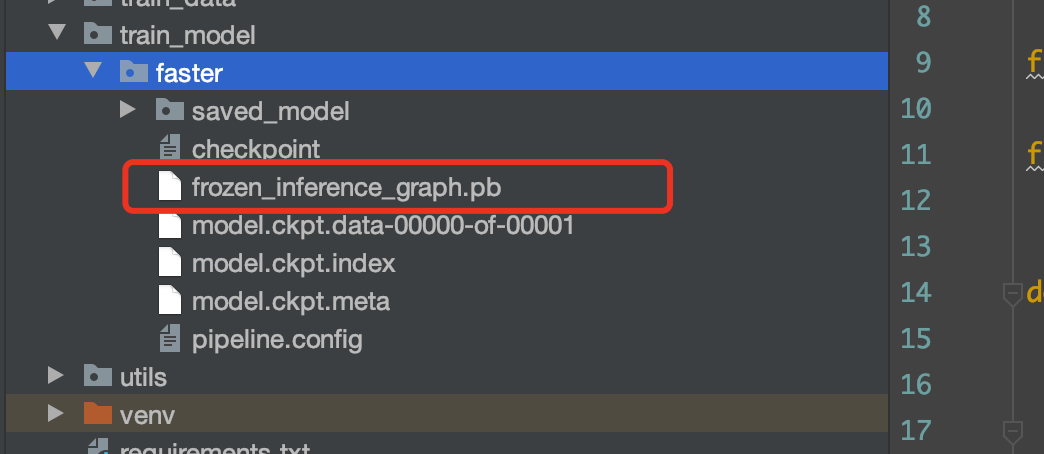 train_data
8
train_model
9
f
faster
saved_model
10
checkpoint
11
f
frozen_inference_graph.pb
12
model.ckpt.data-00000-of-00001
13
model.ckpt.index
14
d
model.ckpt.meta
15
pipeline.config
utils
16
venv
17
requirements.txt